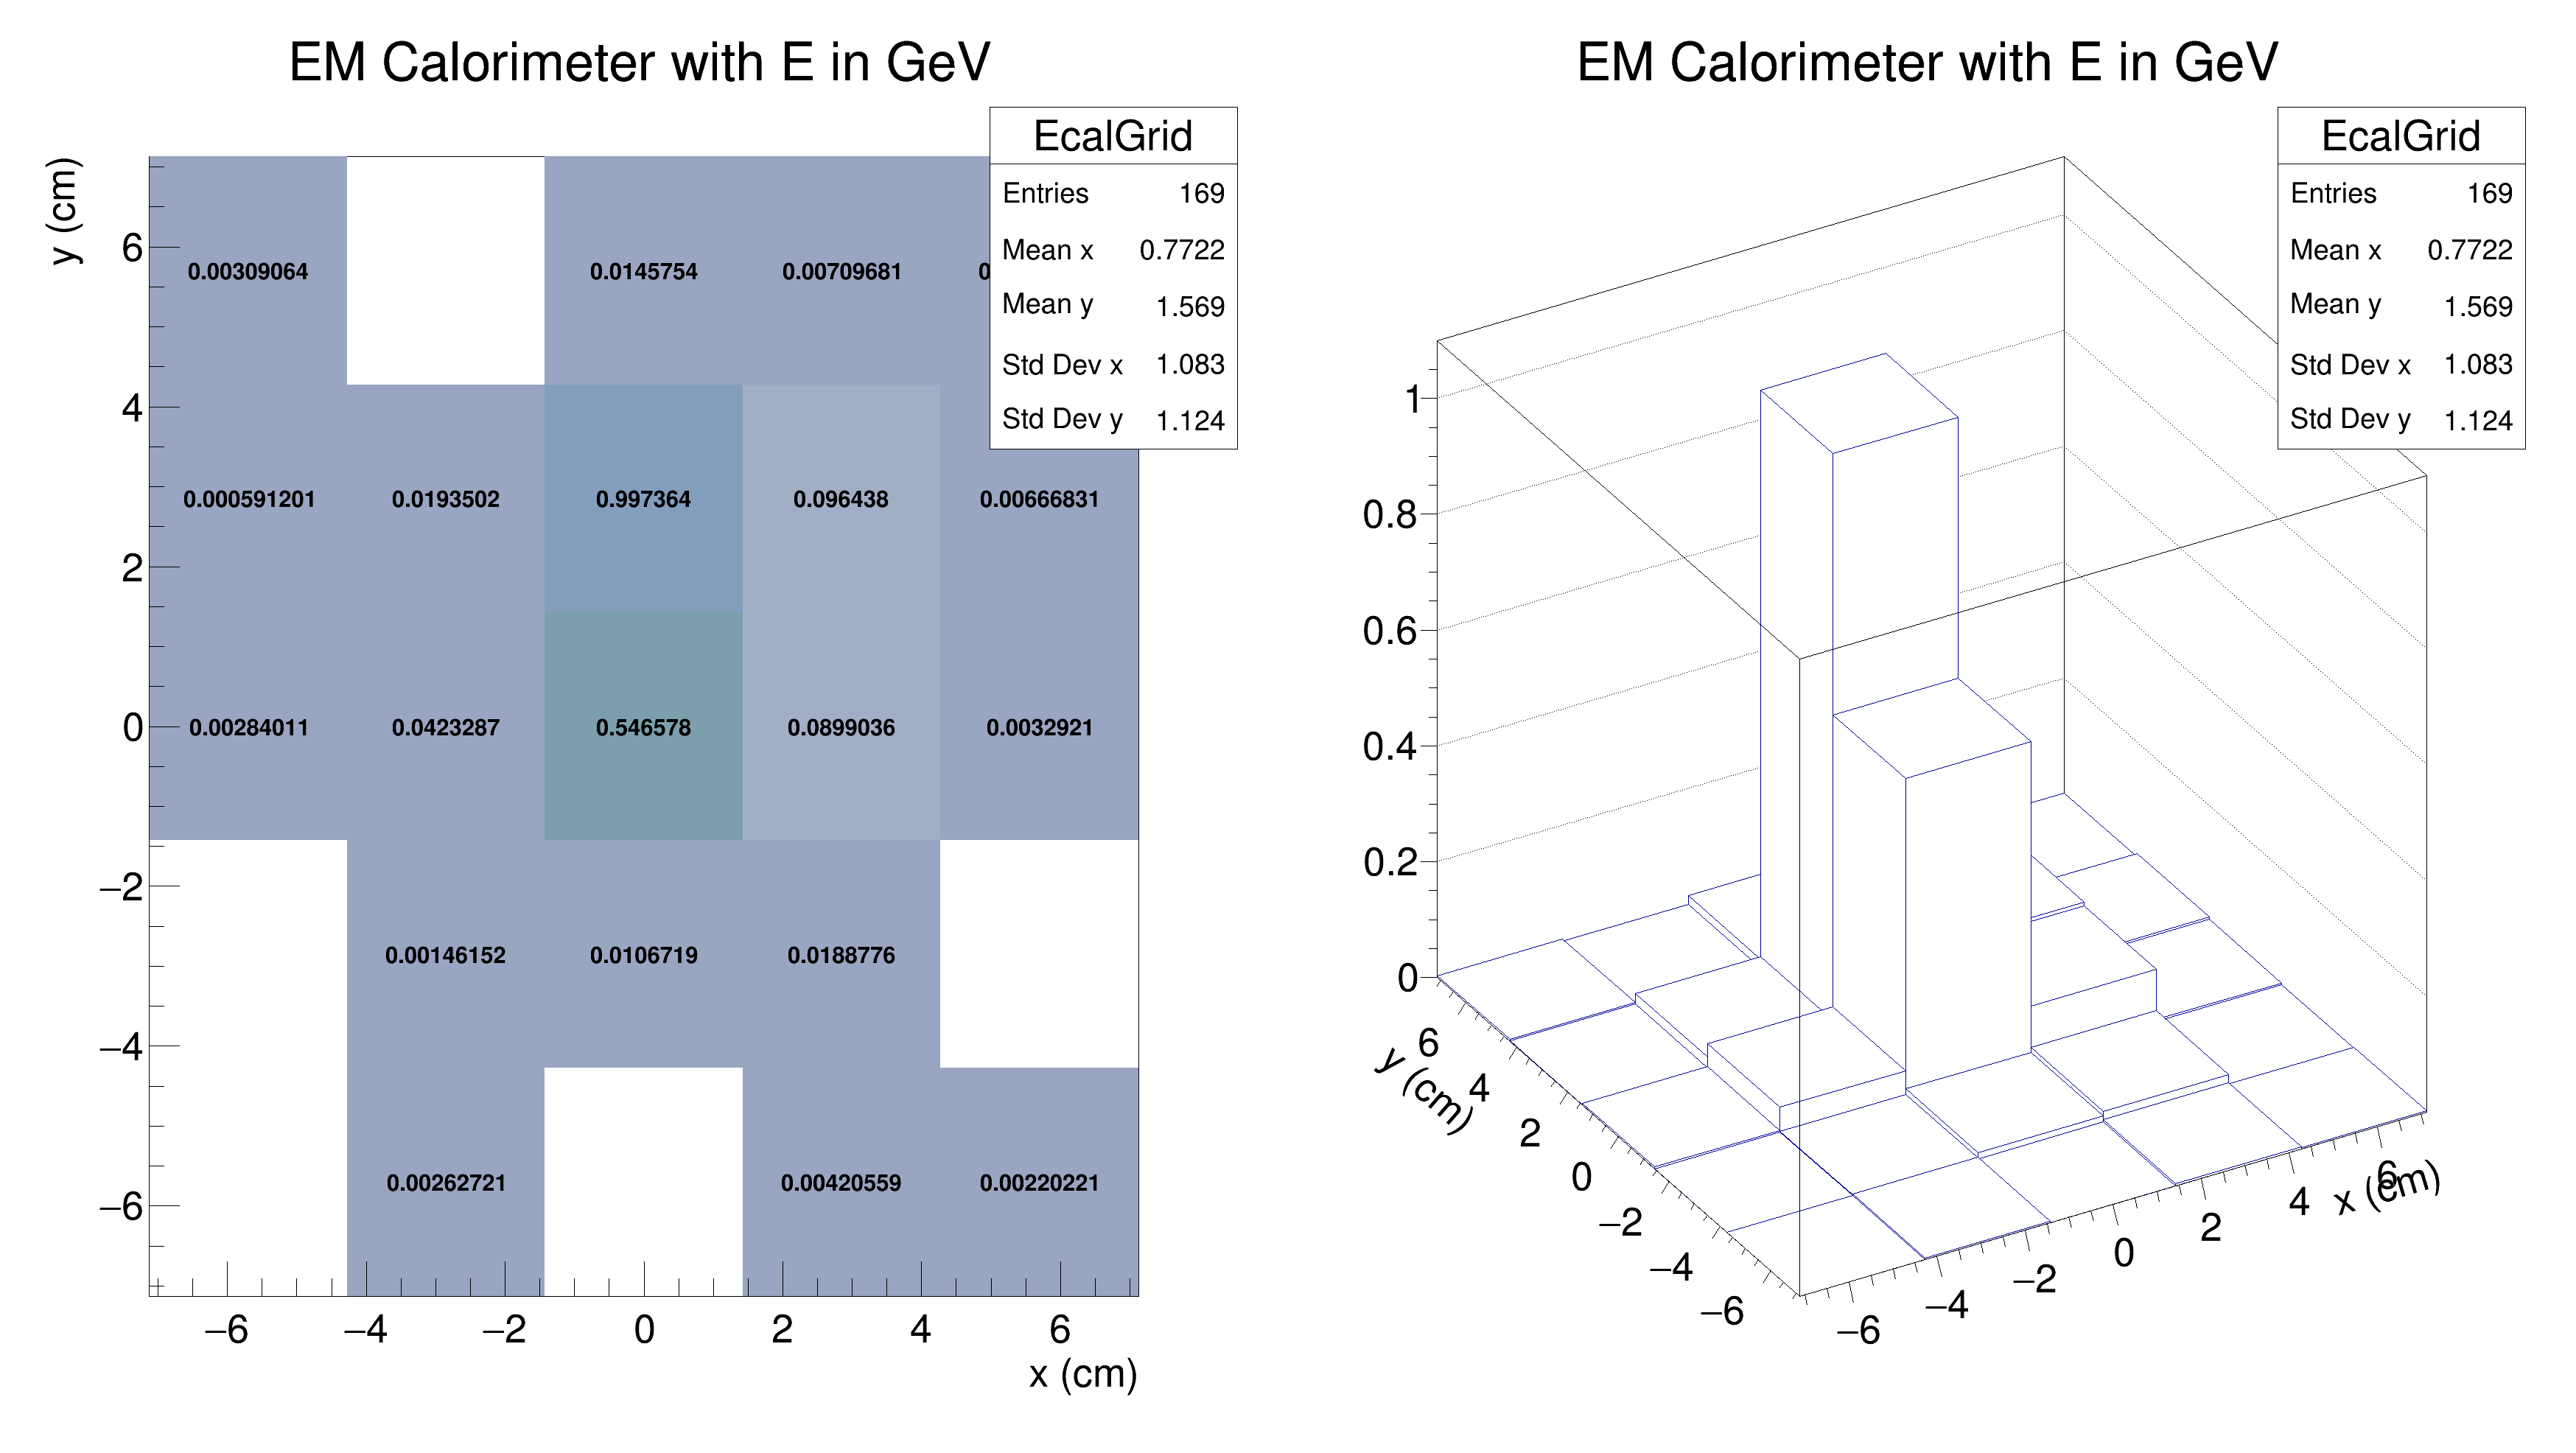 EM Calorimeter with E in GeV
EcalGrid
Entries 169
Mean x 0.7722
Mean y 1.569
Std Dev x 1.083
Std Dev y 1.124
y (cm)
6
4
2
0
−2
−4
−6
0.00309064 0.0145754 0.00709681
0.000591201 0.0193502 0.997364 0.096438 0.00666831
0.00284011 0.0423287 0.546578 0.0899036 0.0032921
0.00146152 0.0106719 0.0188776
0.00262721 0.00420559 0.00220221
−6 −4 −2 0 2 4 6
x (cm)
EM Calorimeter with E in GeV
EcalGrid
Entries 169
Mean x 0.7722
Mean y 1.569
Std Dev x 1.083
Std Dev y 1.124
1
0.8
0.6
0.4
0.2
0
6
4
2
0
−2
−4
−6
y (cm)
−6 −4 −2 0 2 4 6
x (cm)